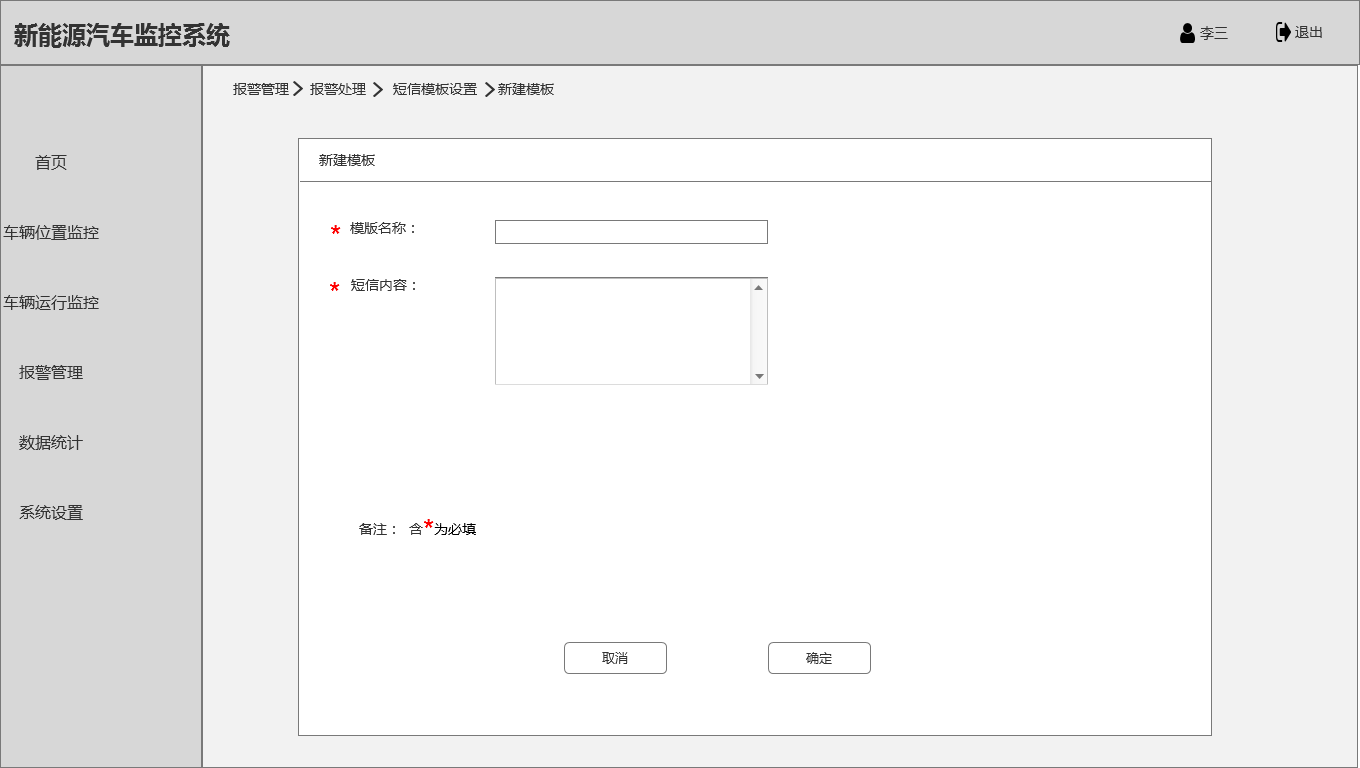 新能源汽车监控系统
李三
退出
报警管理 报警处理 短信模板设置 新建模板
首页
车辆位置监控
车辆运行监控
报警管理
数据统计
系统设置
新建模板
* 模版名称：
* 短信内容：
备注： 含*为必填
取消
确定